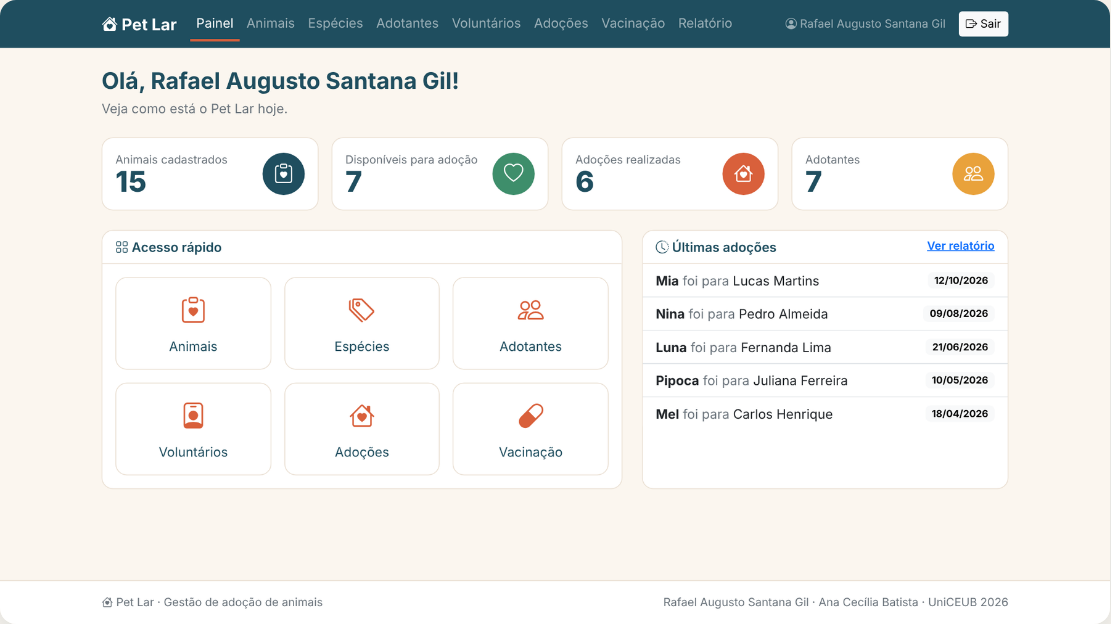 Pet Lar Painel Animais Espécies Adotantes Voluntários Adoções Vacinação Relatório Rafael Augusto Santana Gil Sair
Olá, Rafael Augusto Santana Gil!
Veja como está o Pet Lar hoje.
Animais cadastrados
15
Disponíveis para adoção
7
Adoções realizadas
6
Adotantes
7
Acesso rápido
Animais
Espécies
Adotantes
Voluntários
Adoções
Vacinação
Últimas adoções Ver relatório
Mia foi para Lucas Martins 12/10/2026
Nina foi para Pedro Almeida 09/08/2026
Luna foi para Fernanda Lima 21/06/2026
Pipoca foi para Juliana Ferreira 10/05/2026
Mel foi para Carlos Henrique 18/04/2026
Pet Lar · Gestão de adoção de animais
Rafael Augusto Santana Gil · Ana Cecília Batista · UniCEUB 2026